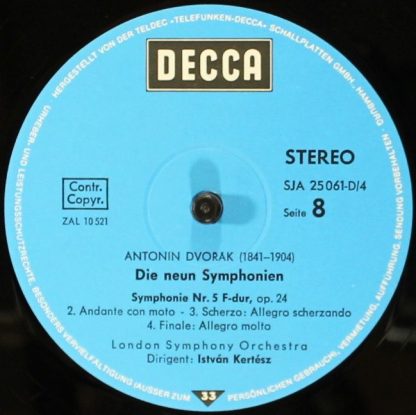 HERGESTELLT VON DER TELDEC »TELEFUNKEN-DECCA« SCHALLPLATTEN GMBH · HAMBURG
URHEBER- UND LEISTUNGSSCHUTZRECHTE, BESONDERS VERVIELFÄLTIGUNG (AUSSER ZUM PERSÖNLICHEN GEBRAUCH), VERMIETUNG, AUFFÜHRUNG, SENDUNG VORBEHALTEN.
DECCA
STEREO
SJA 25 061-D/4
Seite 8
Contr.
Copyr.
ZAL 10 521
ANTONIN DVORAK (1841–1904)
Die neun Symphonien
Symphonie Nr. 5 F-dur, op. 24
2. Andante con moto - 3. Scherzo: Allegro scherzando
4. Finale: Allegro molto
London Symphony Orchestra
Dirigent: István Kertész
33